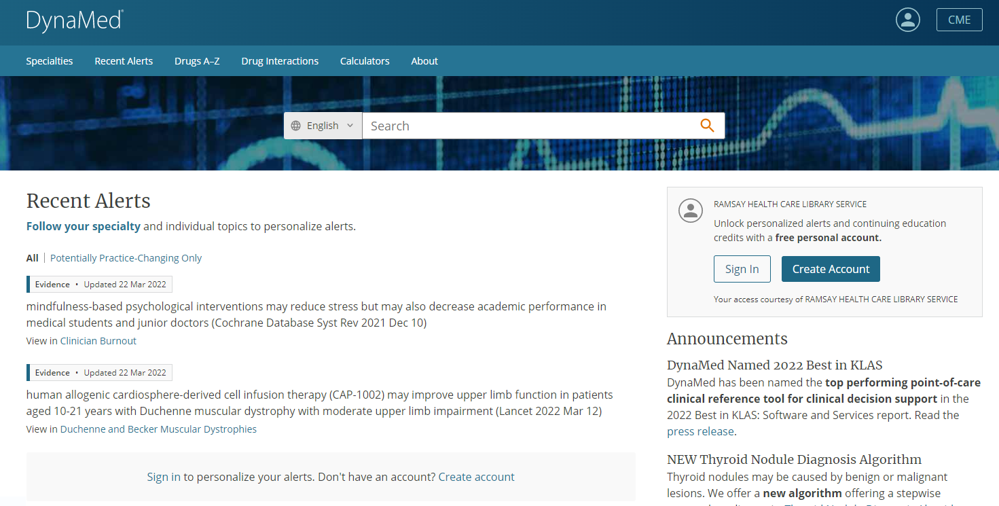 DynaMed®
CME
Specialties
Recent Alerts
Drugs A–Z
Drug Interactions
Calculators
About
English
Search
Recent Alerts
Follow your specialty and individual topics to personalize alerts.
All | Potentially Practice-Changing Only
Evidence • Updated 22 Mar 2022
mindfulness-based psychological interventions may reduce stress but may also decrease academic performance in
medical students and junior doctors (Cochrane Database Syst Rev 2021 Dec 10)
View in Clinician Burnout
Evidence • Updated 22 Mar 2022
human allogenic cardiosphere-derived cell infusion therapy (CAP-1002) may improve upper limb function in patients
aged 10-21 years with Duchenne muscular dystrophy with moderate upper limb impairment (Lancet 2022 Mar 12)
View in Duchenne and Becker Muscular Dystrophies
Sign in to personalize your alerts. Don't have an account? Create account
RAMSAY HEALTH CARE LIBRARY SERVICE
Unlock personalized alerts and continuing education
credits with a free personal account.
Sign In
Create Account
Your access courtesy of RAMSAY HEALTH CARE LIBRARY SERVICE
Announcements
DynaMed Named 2022 Best in KLAS
DynaMed has been named the top performing point-of-care
clinical reference tool for clinical decision support in the
2022 Best in KLAS: Software and Services report. Read the
press release.
NEW Thyroid Nodule Diagnosis Algorithm
Thyroid nodules may be caused by benign or malignant
lesions. We offer a new algorithm offering a stepwise